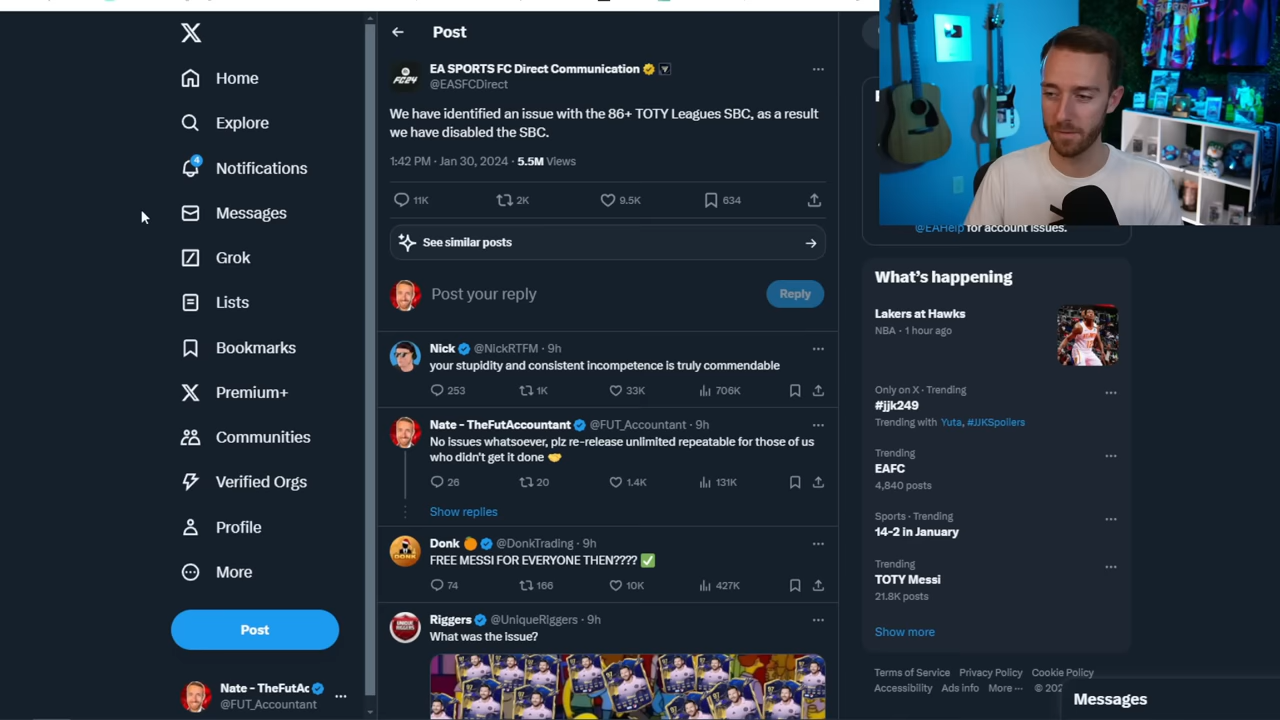 Home
Explore
4
Notifications
Messages
Grok
Lists
Bookmarks
Premium+
Communities
Verified Orgs
Profile
More
Post
Nate - TheFutAc
@FUT_Accountant
Post
FC24
EA SPORTS FC Direct Communication
@EASFCDirect
We have identified an issue with the 86+ TOTY Leagues SBC, as a result
we have disabled the SBC.
1:42 PM · Jan 30, 2024 · 5.5M Views
11K 2K 9.5K 634
See similar posts
Post your reply
Reply
Nick @NickRTFM · 9h
your stupidity and consistent incompetence is truly commendable
253 1K 33K 706K
Nate - TheFutAccountant @FUT_Accountant · 9h
No issues whatsoever, plz re-release unlimited repeatable for those of us
who didn't get it done 🤝
26 20 1.4K 131K
Show replies
Donk 🍊 @DonkTrading · 9h
FREE MESSI FOR EVERYONE THEN???? ✅
74 166 10K 427K
Riggers @UniqueRiggers · 9h
What was the issue?
@EAHelp for account issues.
What's happening
Lakers at Hawks
NBA · 1 hour ago
Only on X · Trending
#jjk249
Trending with Yuta, #JJKSpoilers
Trending
EAFC
4,840 posts
Sports · Trending
14-2 in January
Trending
TOTY Messi
21.8K posts
Show more
Terms of Service Privacy Policy Cookie Policy
Accessibility Ads info More ··· © 202
Messages